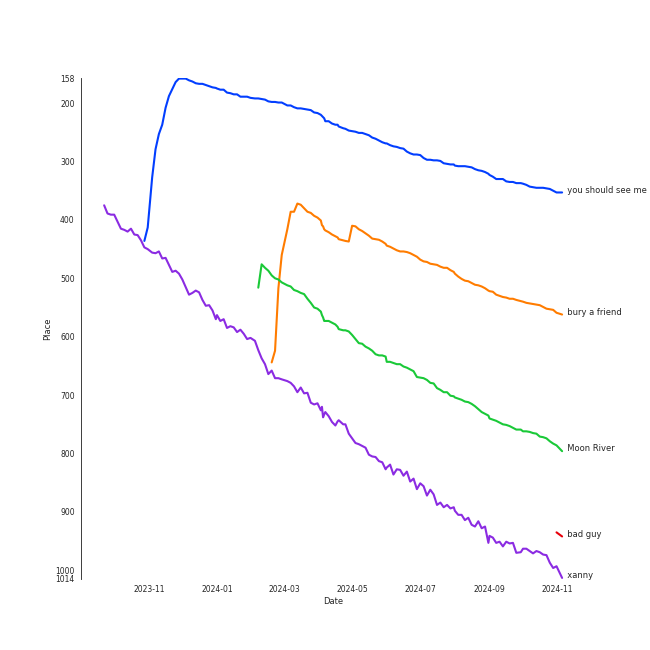 158
200
300
400
500
600
700
800
900
1000
1014
Place
you should see me
bury a friend
Moon River
bad guy
xanny
2023-11 2024-01 2024-03 2024-05 2024-07 2024-09 2024-11
Date